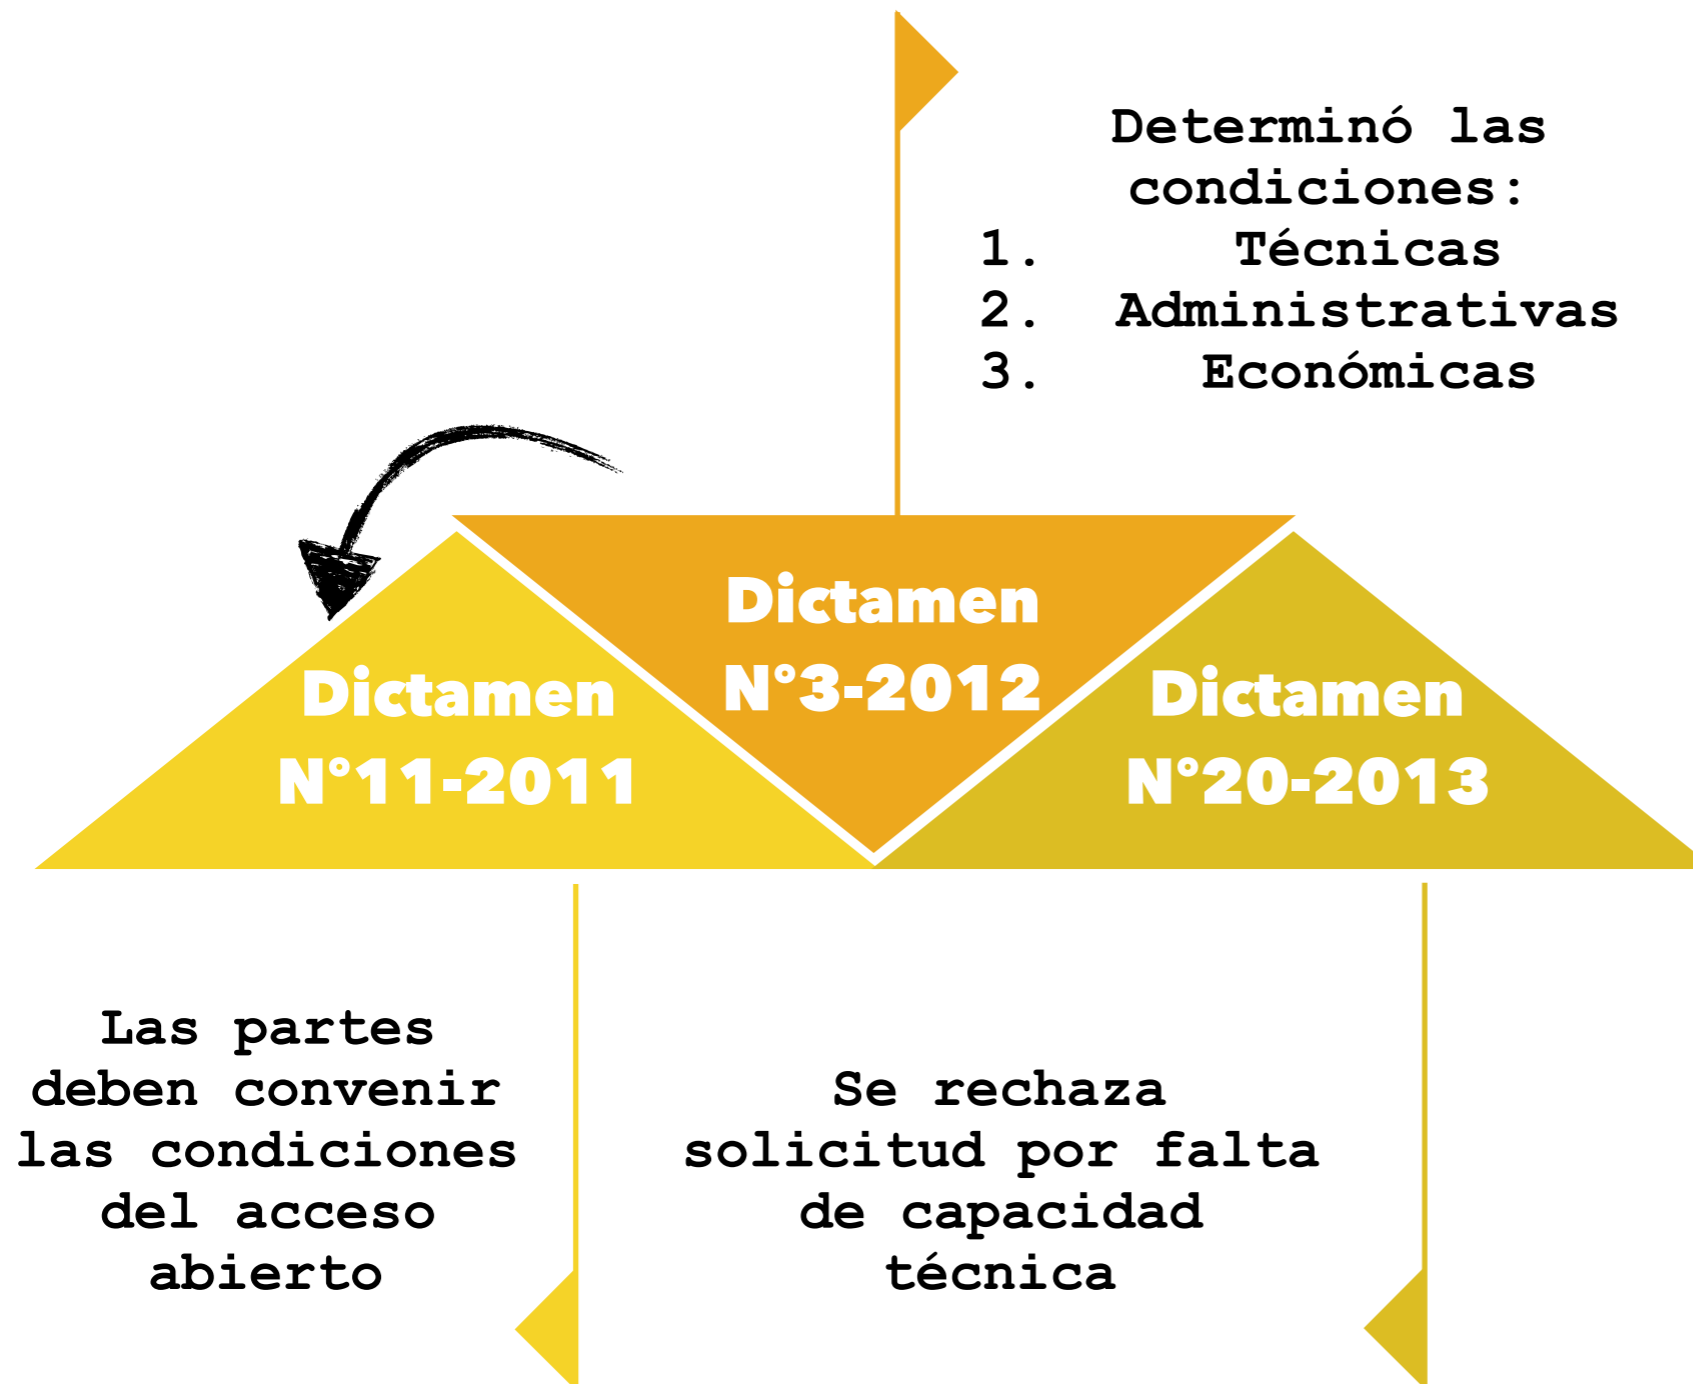 Determinó las
condiciones:
1. Técnicas
2. Administrativas
3. Económicas
Dictamen
N°11-2011
Dictamen
N°3-2012
Dictamen
N°20-2013
Las partes
deben convenir
las condiciones
del acceso
abierto
Se rechaza
solicitud por falta
de capacidad
técnica